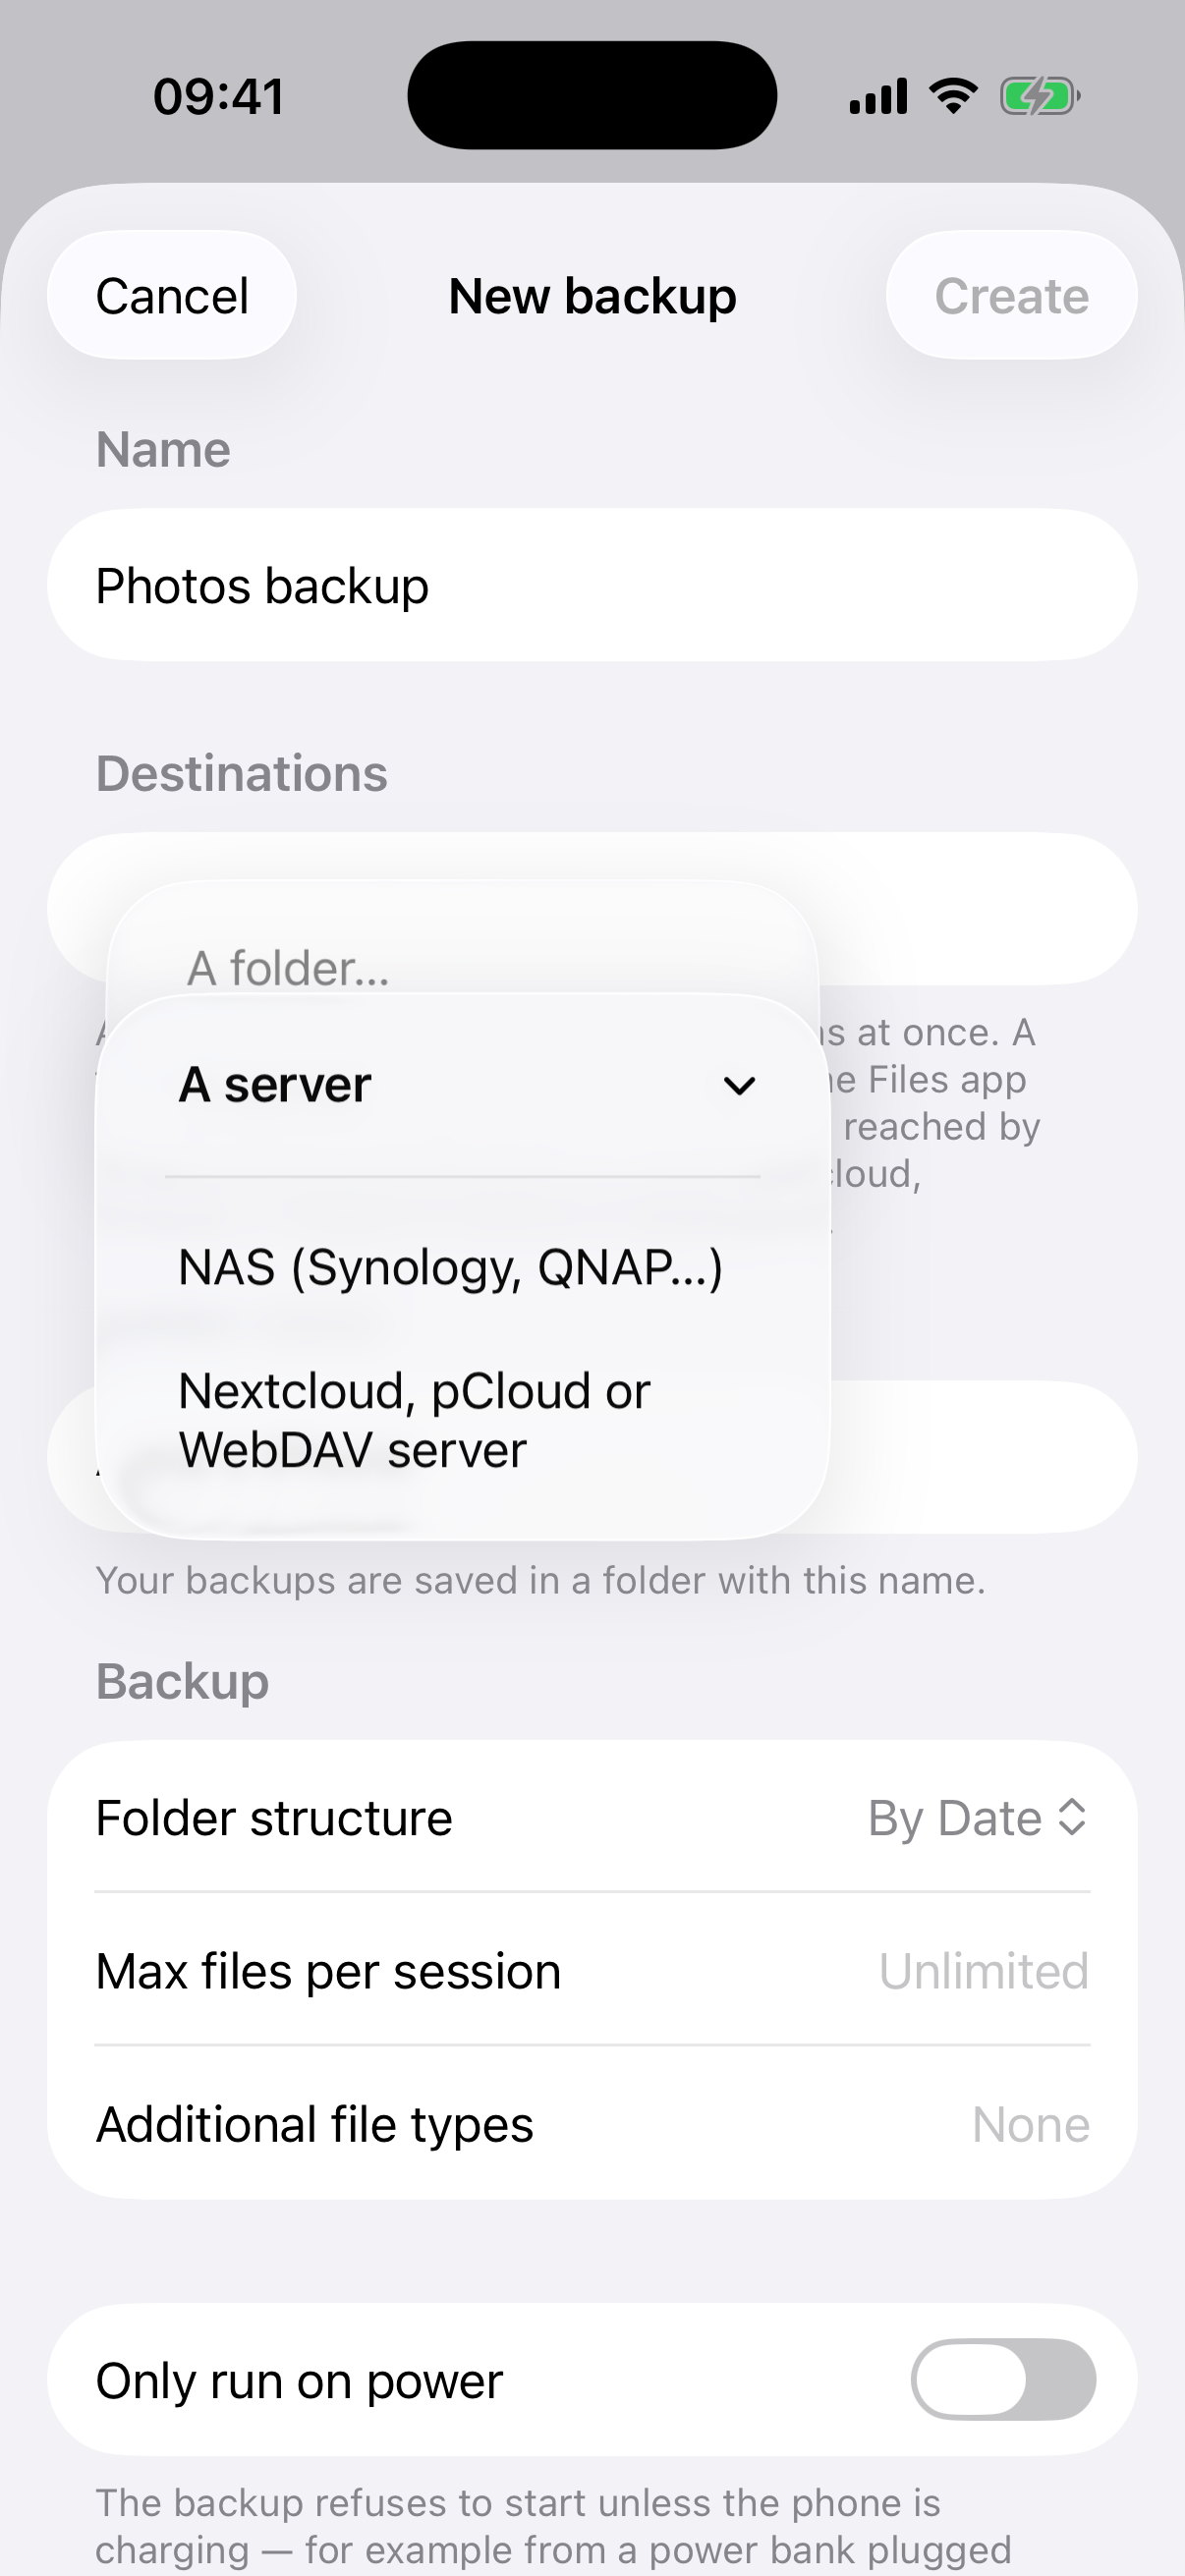 09:41
Cancel
New backup
Create
Name
Photos backup
Destinations
A folder...
at once. A
Files app
A server
reached by
NAS (Synology, QNAP...)
Nextcloud, pCloud or
WebDAV server
Your backups are saved in a folder with this name.
Backup
Folder structure
By Date
Max files per session
Unlimited
Additional file types
None
Only run on power
The backup refuses to start unless the phone is
charging — for example from a power bank plugged